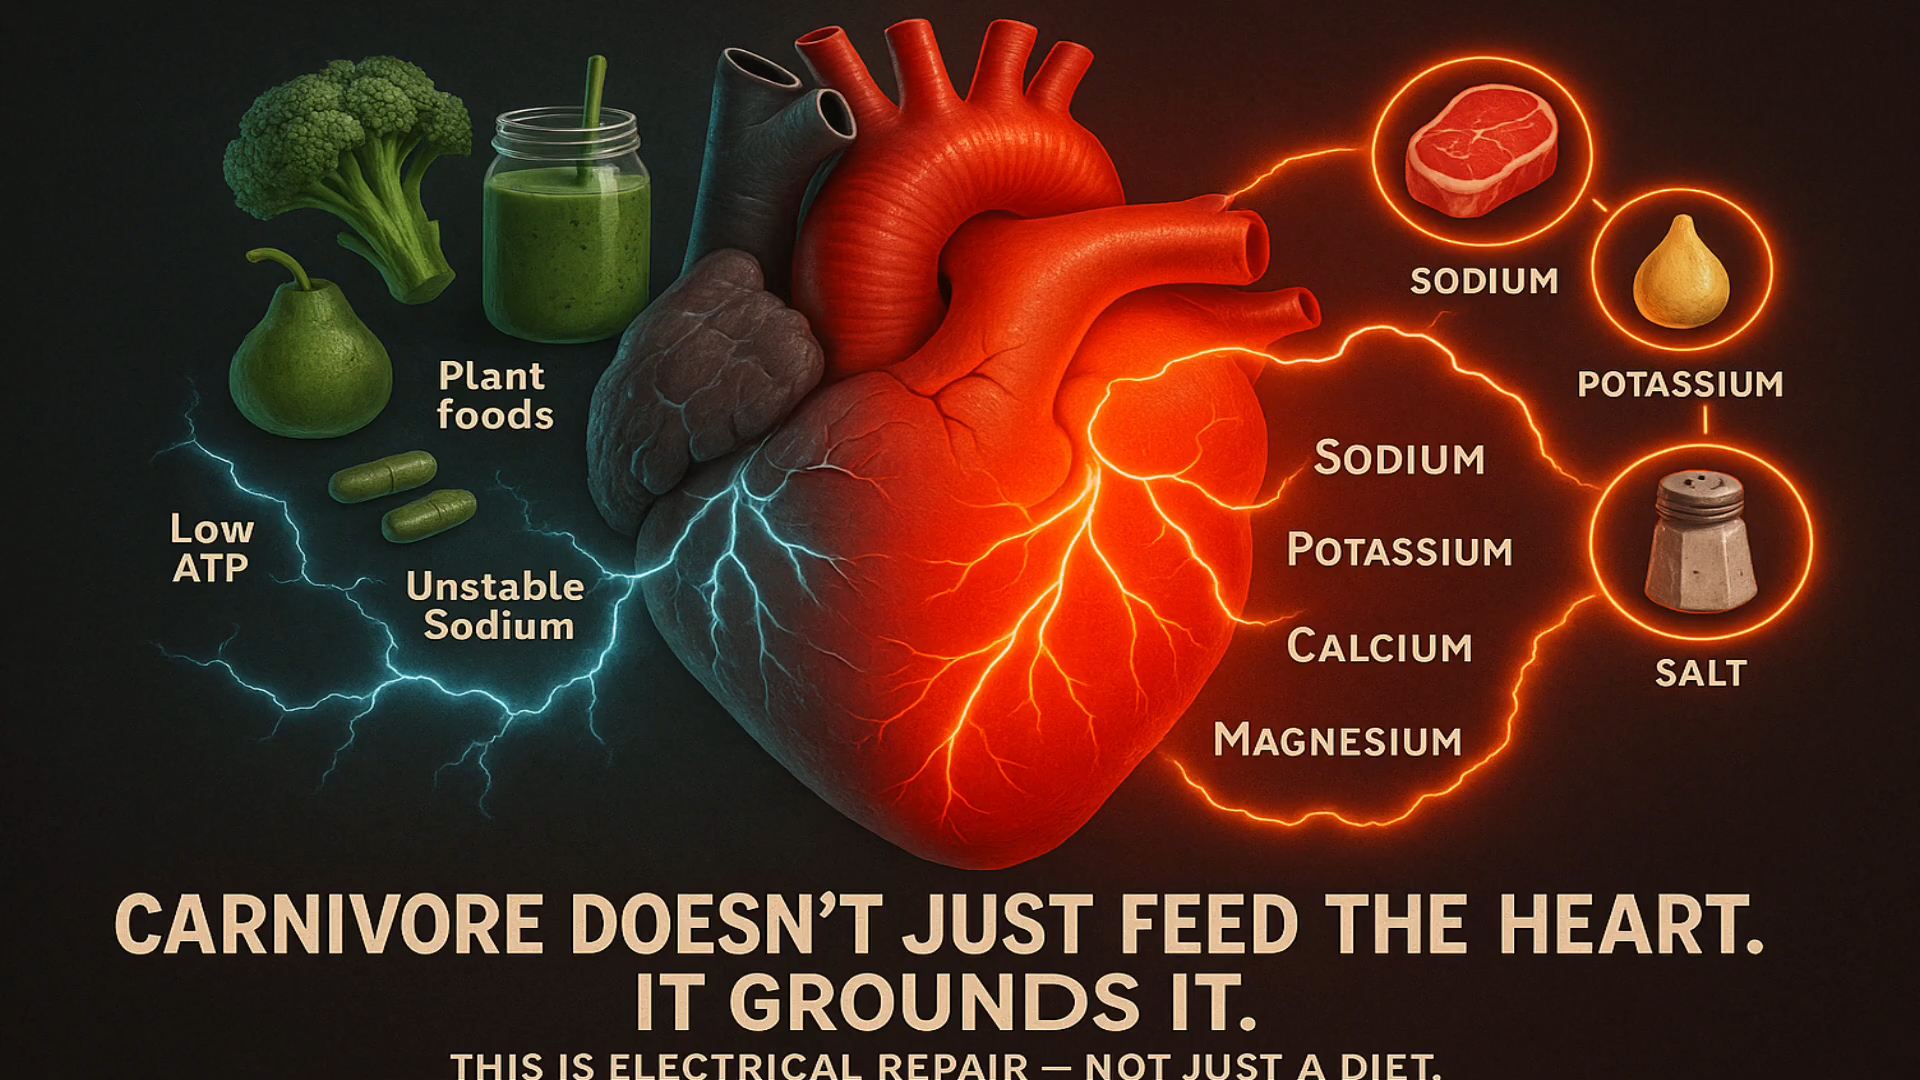 Plant
foods
Low
ATP
Unstable
Sodium
SODIUM
POTASSIUM
SODIUM
POTASSIUM
CALCIUM
MAGNESIUM
SALT
CARNIVORE DOESN'T JUST FEED THE HEART.
IT GROUNDS IT.
THIS IS ELECTRICAL REPAIR — NOT JUST A DIET.